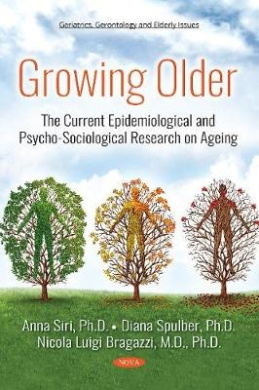 Geriatrics, Gerontology and Elderly Issues
Growing Older
The Current Epidemiological and
Psycho-Sociological Research on Ageing
Anna Siri, Ph.D. • Diana Spulber, Ph.D.
Nicola Luigi Bragazzi, M.D., Ph.D.
NOVA